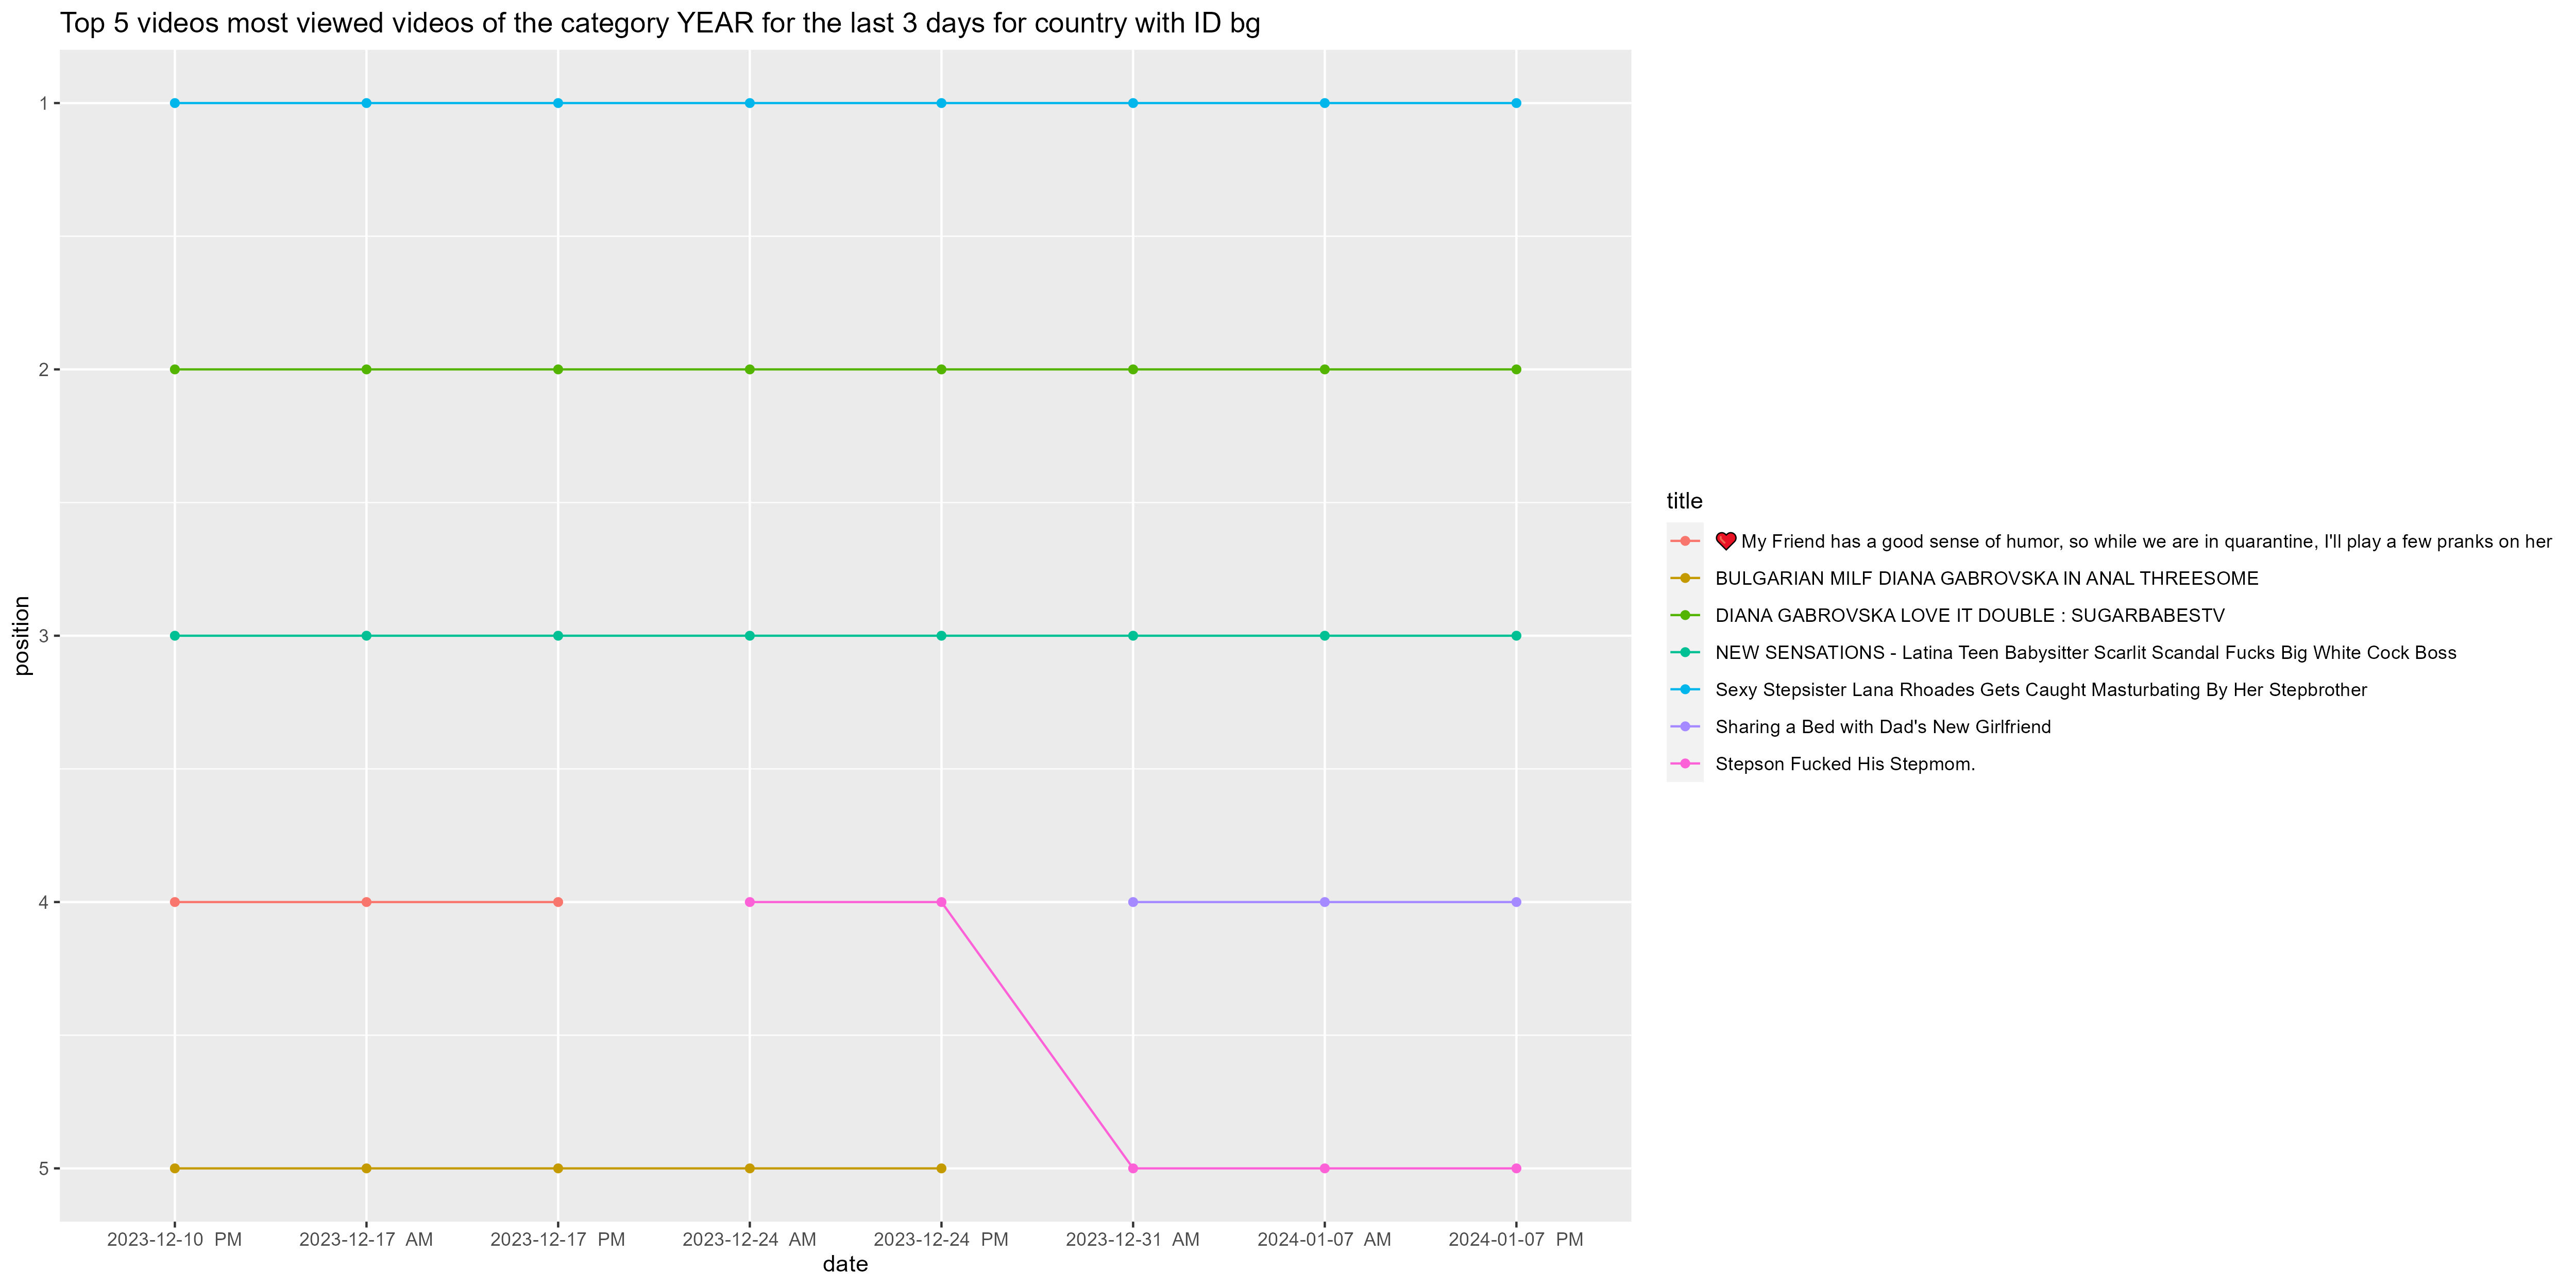 Top 5 videos most viewed videos of the category YEAR for the last 3 days for country with ID bg
position
1
2
3
4
5
2023-12-10 PM
2023-12-17 AM
2023-12-17 PM
2023-12-24 AM
2023-12-24 PM
2023-12-31 AM
2024-01-07 AM
2024-01-07 PM
date
title
❤️ My Friend has a good sense of humor, so while we are in quarantine, I'll play a few pranks on her
BULGARIAN MILF DIANA GABROVSKA IN ANAL THREESOME
DIANA GABROVSKA LOVE IT DOUBLE : SUGARBABESTV
NEW SENSATIONS - Latina Teen Babysitter Scarlit Scandal Fucks Big White Cock Boss
Sexy Stepsister Lana Rhoades Gets Caught Masturbating By Her Stepbrother
Sharing a Bed with Dad's New Girlfriend
Stepson Fucked His Stepmom.